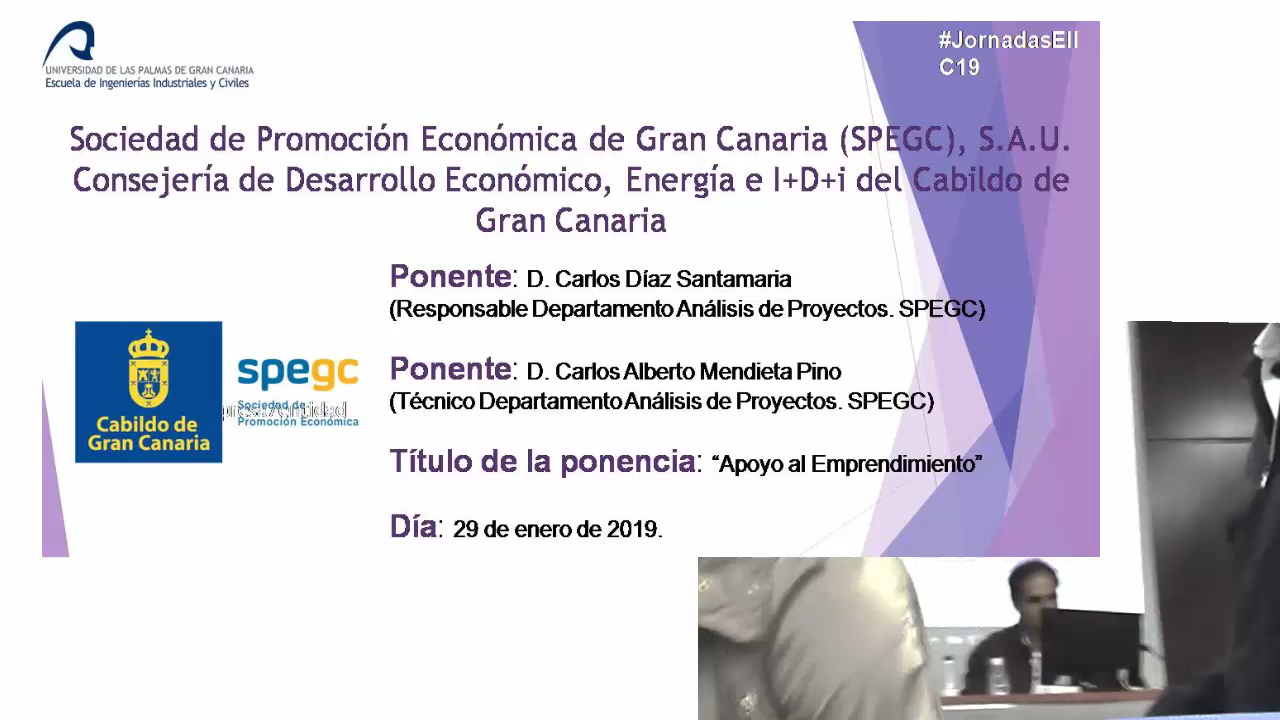 UNIVERSIDAD DE LAS PALMAS DE GRAN CANARIA
Escuela de Ingenierías Industriales y Civiles
#JornadasEII
C19
Sociedad de Promoción Económica de Gran Canaria (SPEGC), S.A.U.
Consejería de Desarrollo Económico, Energía e I+D+i del Cabildo de
Gran Canaria
Ponente: D. Carlos Díaz Santamaria
(Responsable Departamento Análisis de Proyectos. SPEGC)
Cabildo de
Gran Canaria
spegc
Sociedad de
Promoción Económica
Ponente: D. Carlos Alberto Mendieta Pino
(Técnico Departamento Análisis de Proyectos. SPEGC)
Título de la ponencia: “Apoyo al Emprendimiento”
Día: 29 de enero de 2019.